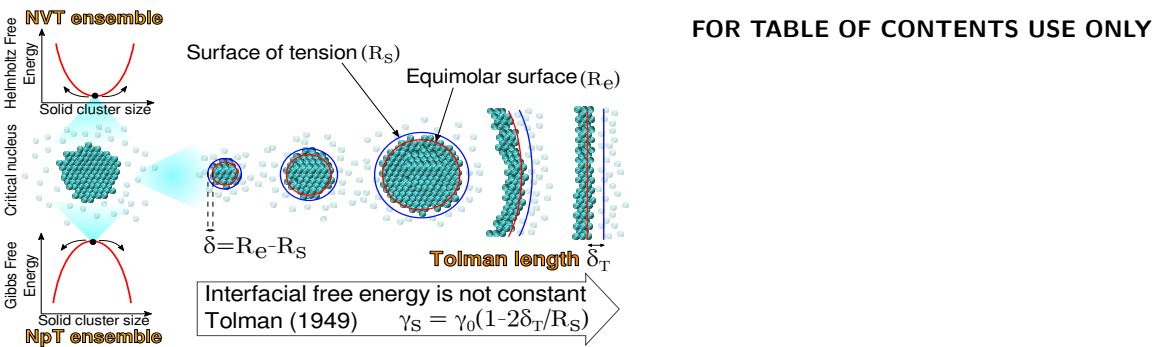 NVT ensemble
FOR TABLE OF CONTENTS USE ONLY
Helmholtz Free
Energy
Solid cluster size
Surface of tension (Rs)
Equimolar surface (Re)
Critical nucleus
δ=Re-Rs
Tolman length δT
Gibbs Free
Energy
Solid cluster size
NpT ensemble
Interfacial free energy is not constant
Tolman (1949) γs = γ0(1-2δT/Rs)